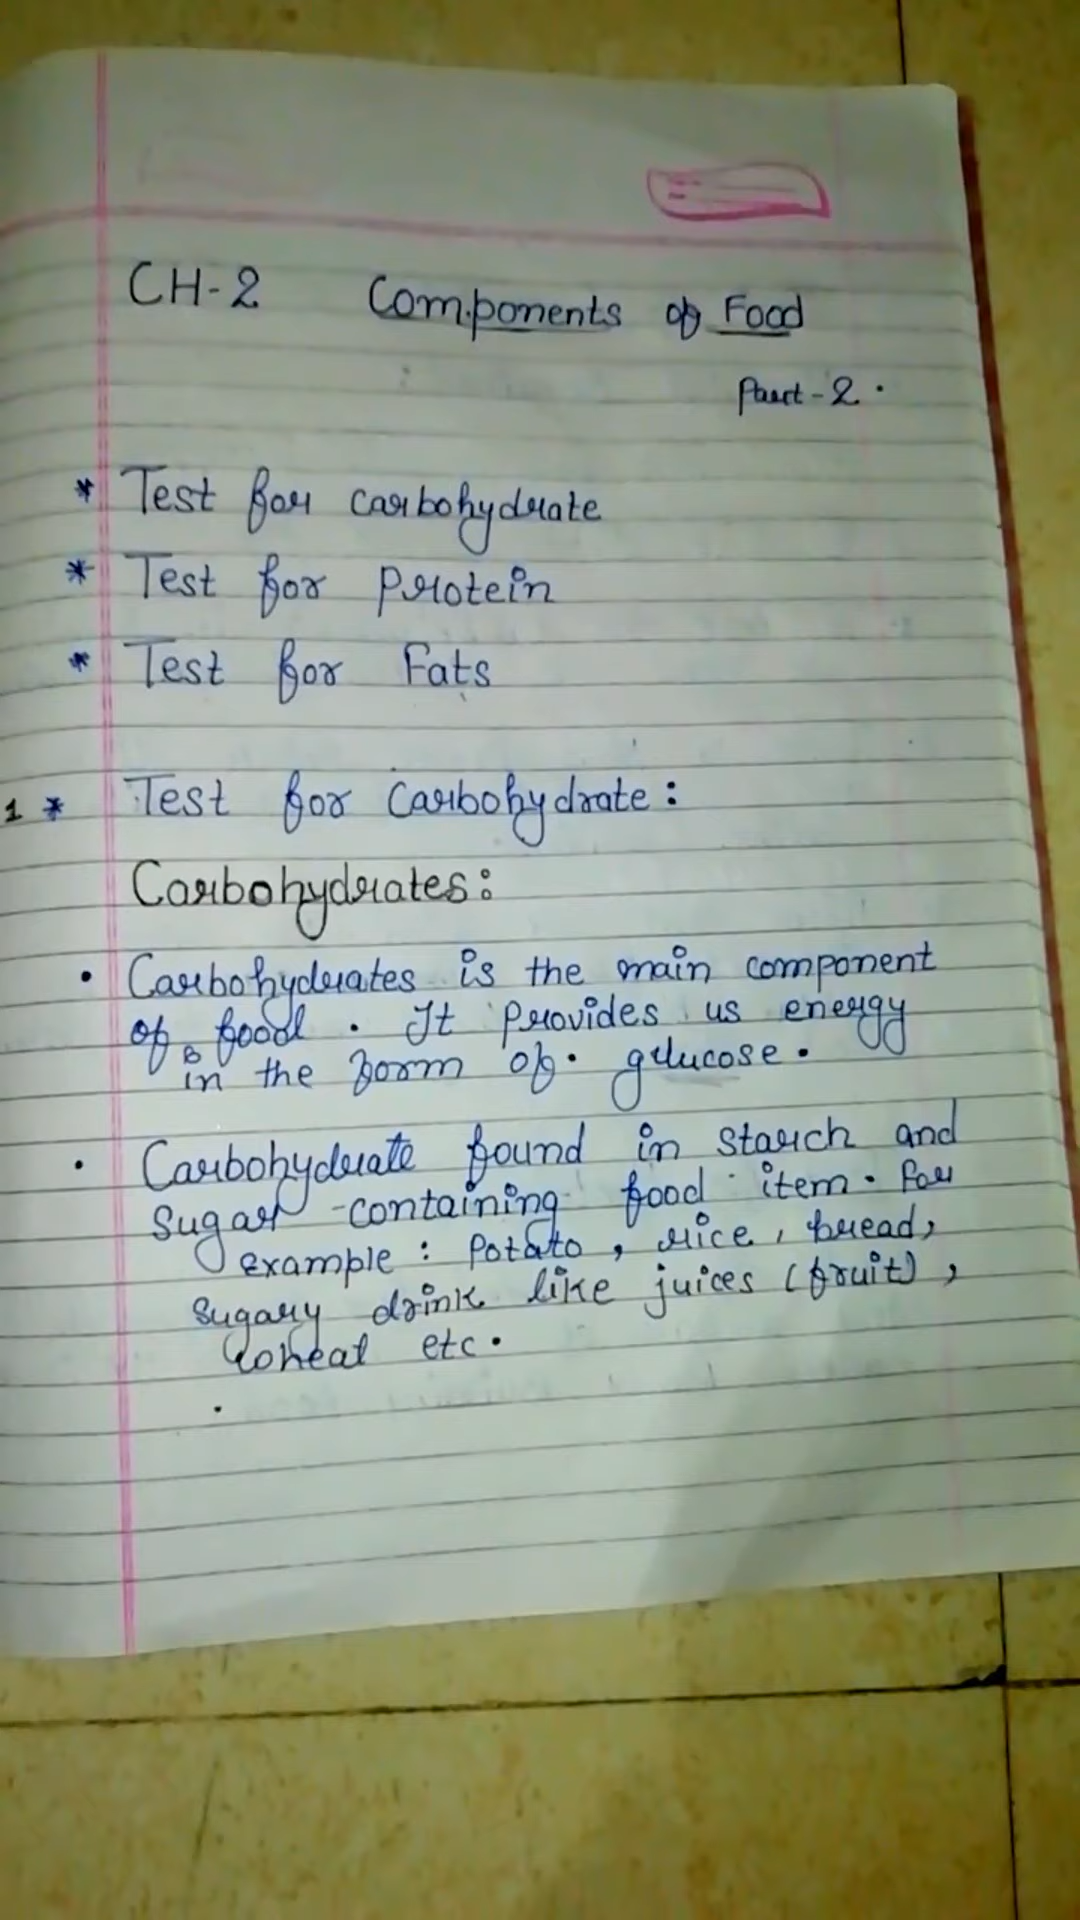 CH-2 Components of Food
Part-2.
* Test for carbohydrate
* Test for Protein
* Test for Fats
1 * Test for Carbohydrate:
Carbohydrates:
• Carbohydrates is the main component
of food. It provides us energy
in the form of. glucose.
• Carbohydrate found in starch and
Sugar-containing food item. For
example: Potato, rice, bread,
Sugary drink like juices (fruit),
wheat etc.